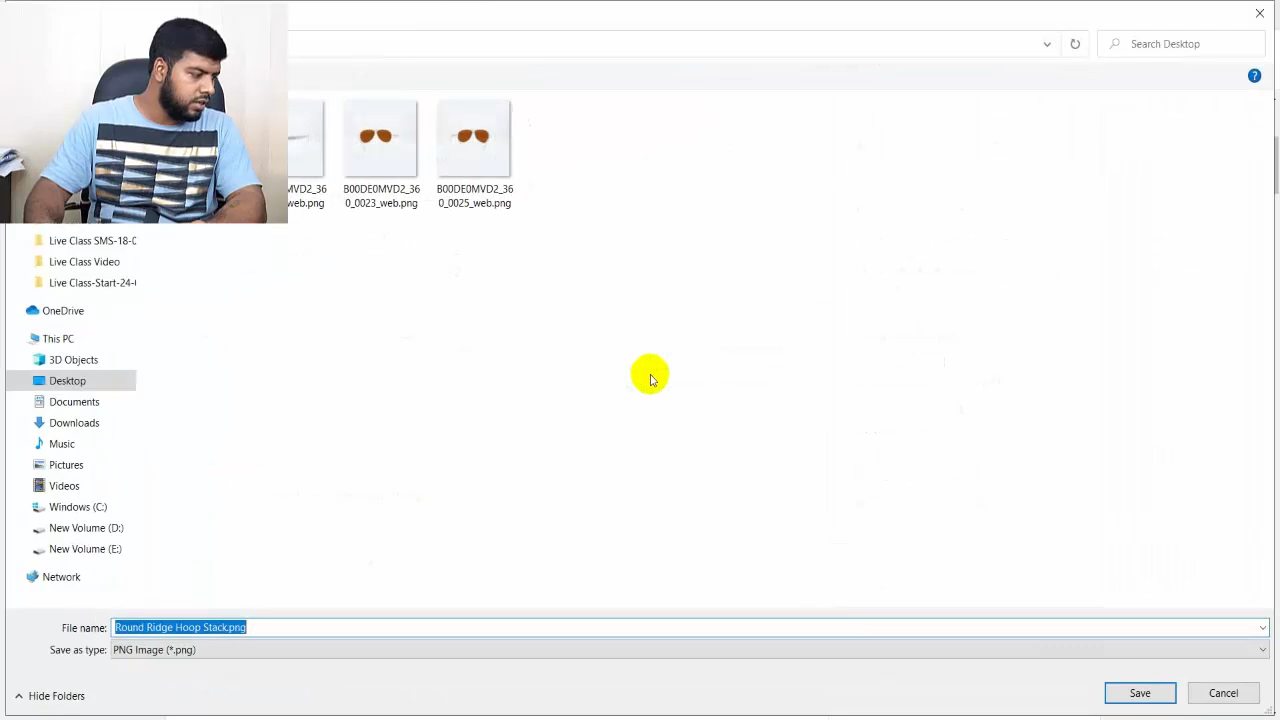 Search Desktop
MVD2_36
_web.png
B00DE0MVD2_36
0_0023_web.png
B00DE0MVD2_36
0_0025_web.png
Live Class SMS-18-0
Live Class Video
Live Class-Start-24-
OneDrive
This PC
3D Objects
Desktop
Documents
Downloads
Music
Pictures
Videos
Windows (C:)
New Volume (D:)
New Volume (E:)
Network
File name: Round Ridge Hoop Stack.png
Save as type: PNG Image (*.png)
Hide Folders
Save
Cancel